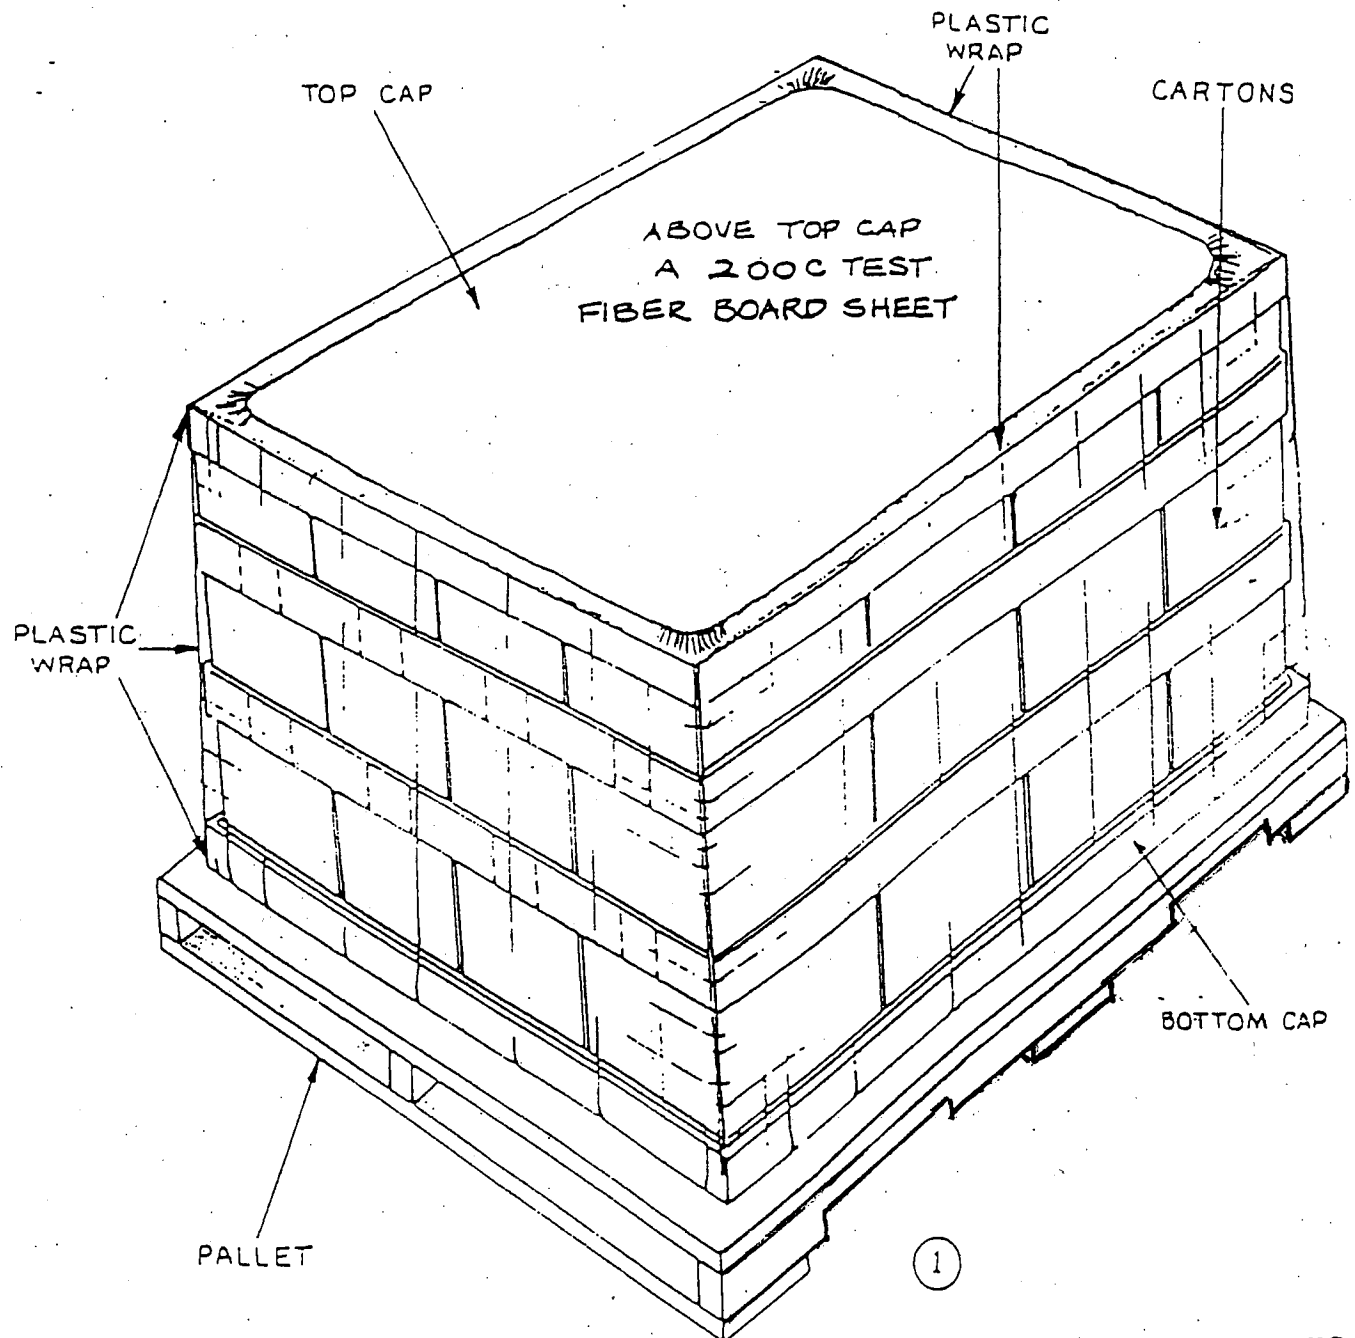 PLASTIC
WRAP
TOP CAP
CARTONS
ABOVE TOP CAP
A 200C TEST
FIBER BOARD SHEET
PLASTIC
WRAP
BOTTOM CAP
PALLET
1